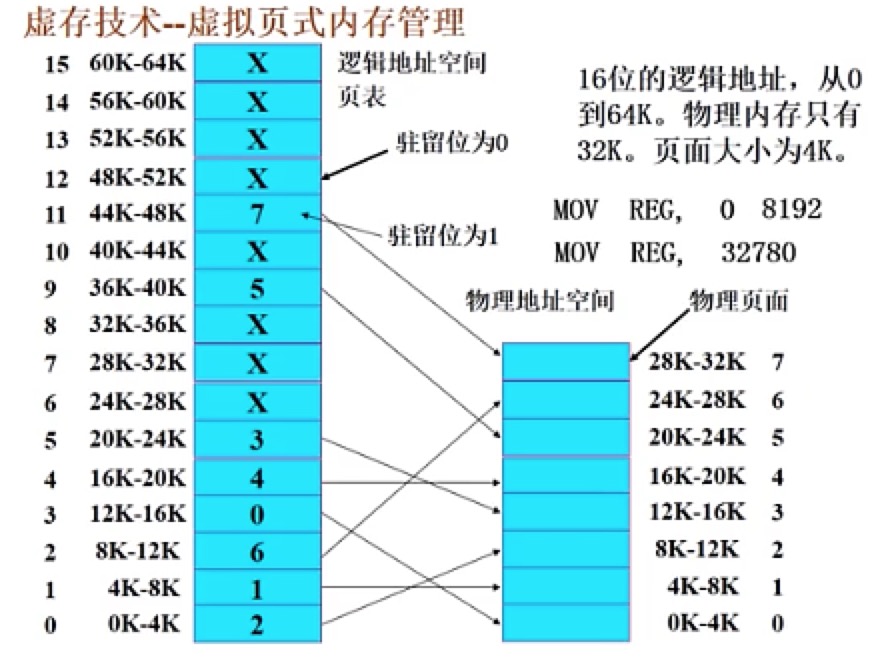 虚存技术--虚拟页式内存管理
15 60K-64K X
14 56K-60K X
13 52K-56K X
12 48K-52K X
11 44K-48K 7
10 40K-44K X
9 36K-40K 5
8 32K-36K X
7 28K-32K X
6 24K-28K X
5 20K-24K 3
4 16K-20K 4
3 12K-16K 0
2 8K-12K 6
1 4K-8K 1
0 0K-4K 2
逻辑地址空间
页表
驻留位为0
驻留位为1
16位的逻辑地址，从0
到64K。物理内存只有
32K。页面大小为4K。
MOV REG, 0 8192
MOV REG, 32780
物理地址空间
物理页面
28K-32K 7
24K-28K 6
20K-24K 5
16K-20K 4
12K-16K 3
8K-12K 2
4K-8K 1
0K-4K 0